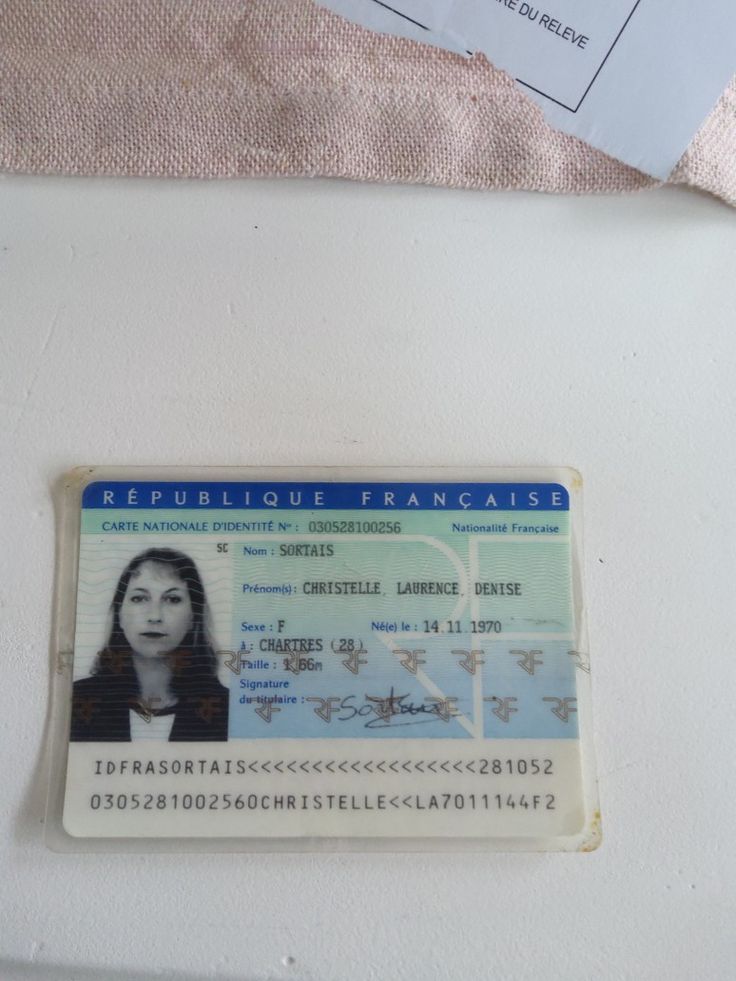 RE DU RELEVE
RÉPUBLIQUE FRANÇAISE
CARTE NATIONALE D'IDENTITÉ Nº : 030528100256 Nationalité Française
SC Nom : SORTAIS
Prénom(s): CHRISTELLE, LAURENCE, DENISE
Sexe : F Né(e) le : 14.11.1970
à : CHARTRES (28)
Taille : 1,66m
Signature
du titulaire :
IDFRASORTAIS<<<<<<<<<<<<<<<<<<281052
0305281002560CHRISTELLE<<LA7011144F2